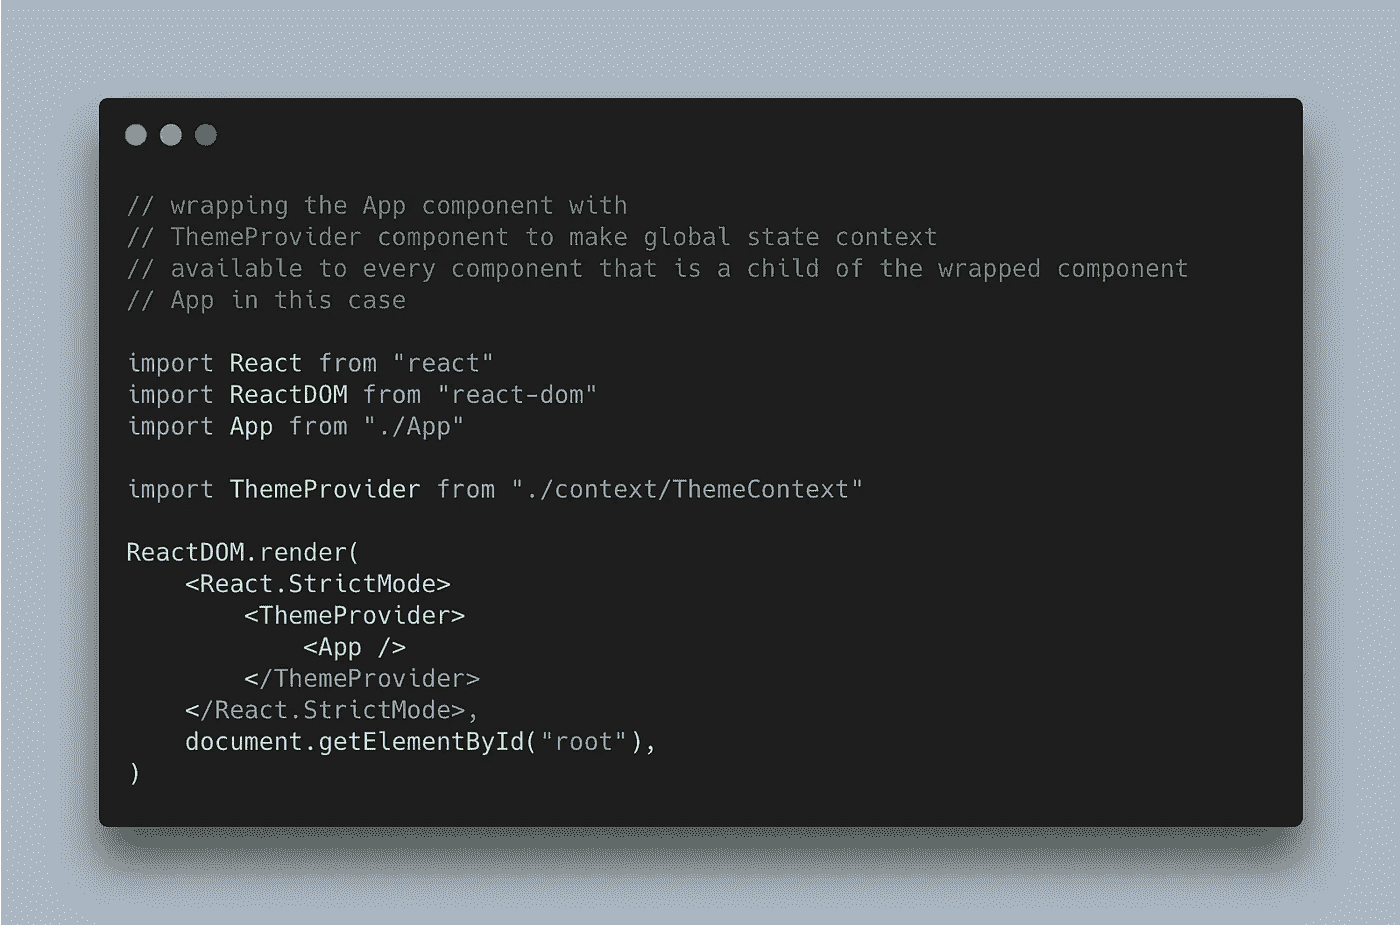 // wrapping the App component with
// ThemeProvider component to make global state context
// available to every component that is a child of the wrapped component
// App in this case
import React from "react"
import ReactDOM from "react-dom"
import App from "./App"
import ThemeProvider from "./context/ThemeContext"
ReactDOM.render(
    <React.StrictMode>
        <ThemeProvider>
            <App />
        </ThemeProvider>
    </React.StrictMode>,
    document.getElementById("root"),
)